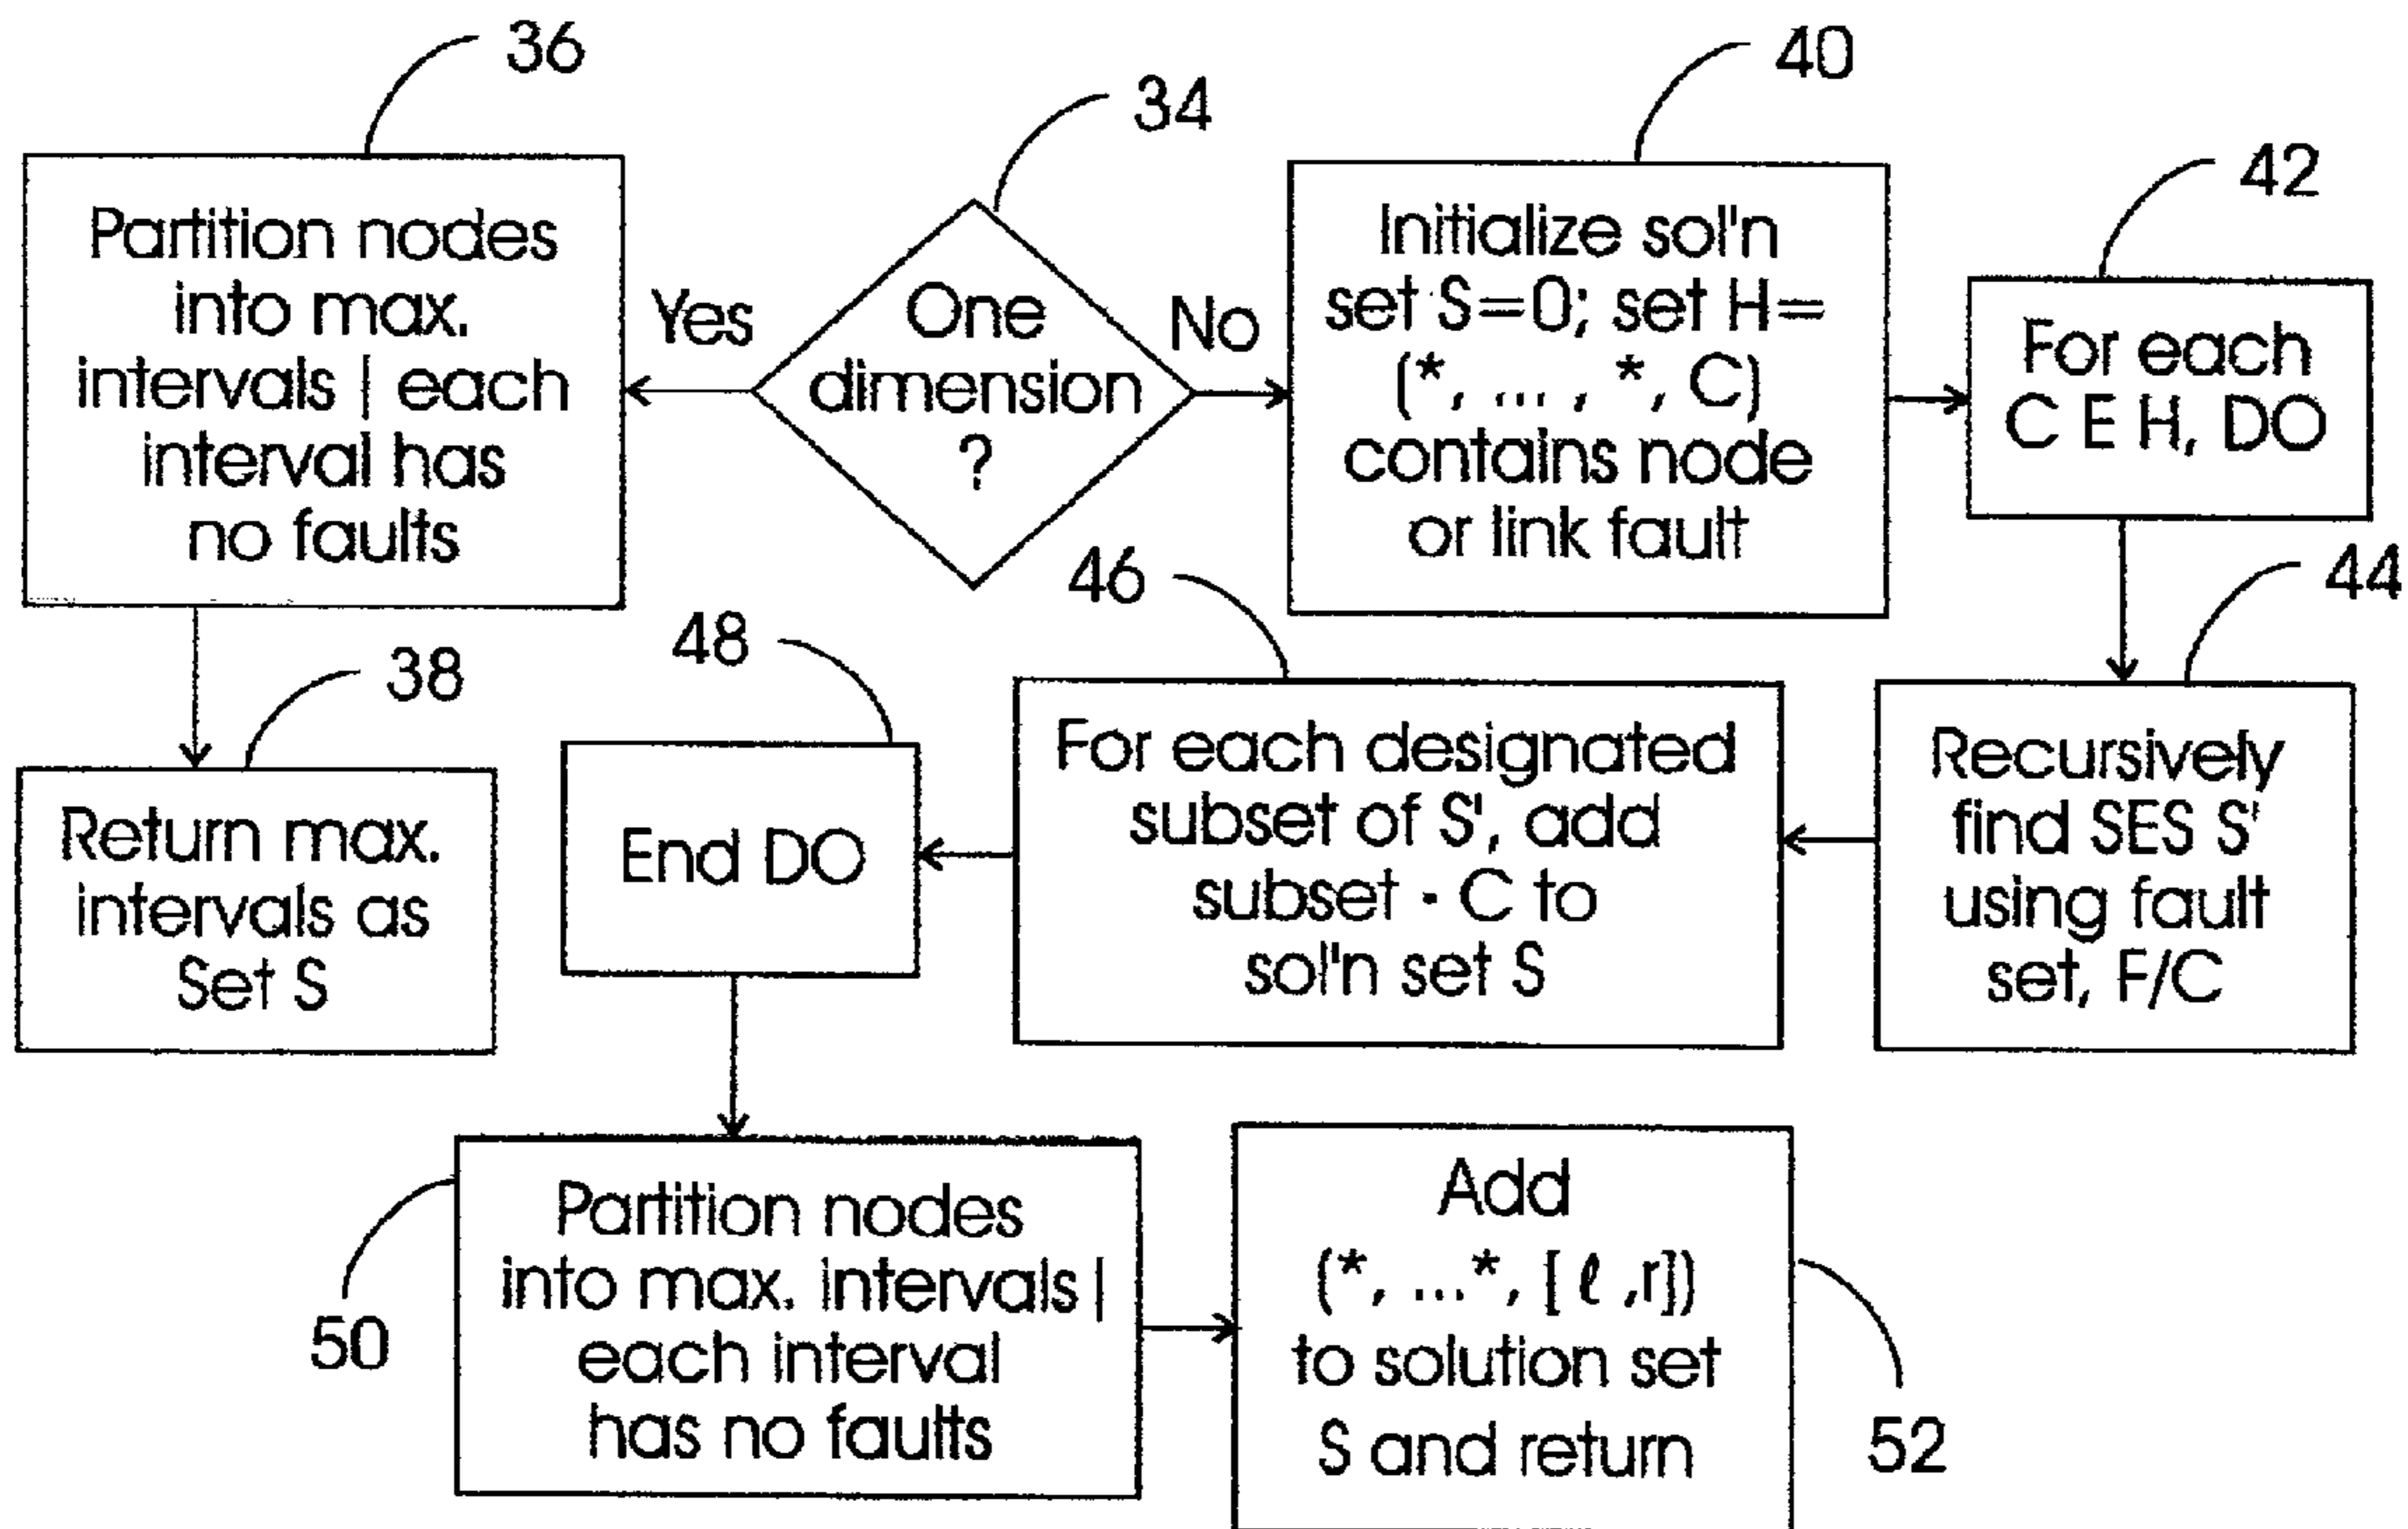 36
Partition nodes
into max.
intervals | each
interval has
no faults
34
One
dimension
?
Yes
No
40
Initialize sol'n
set S=0; set H=
(*, ... , *, C)
contains node
or link fault
42
For each
C E H, DO
44
Recursively
find SES S'
using fault
set, F/C
46
For each designated
subset of S', add
subset · C to
sol'n set S
48
End DO
38
Return max.
intervals as
Set S
50
Partition nodes
into max. intervals |
each interval
has no faults
52
Add
(*, ...*, [ ℓ ,r])
to solution set
S and return